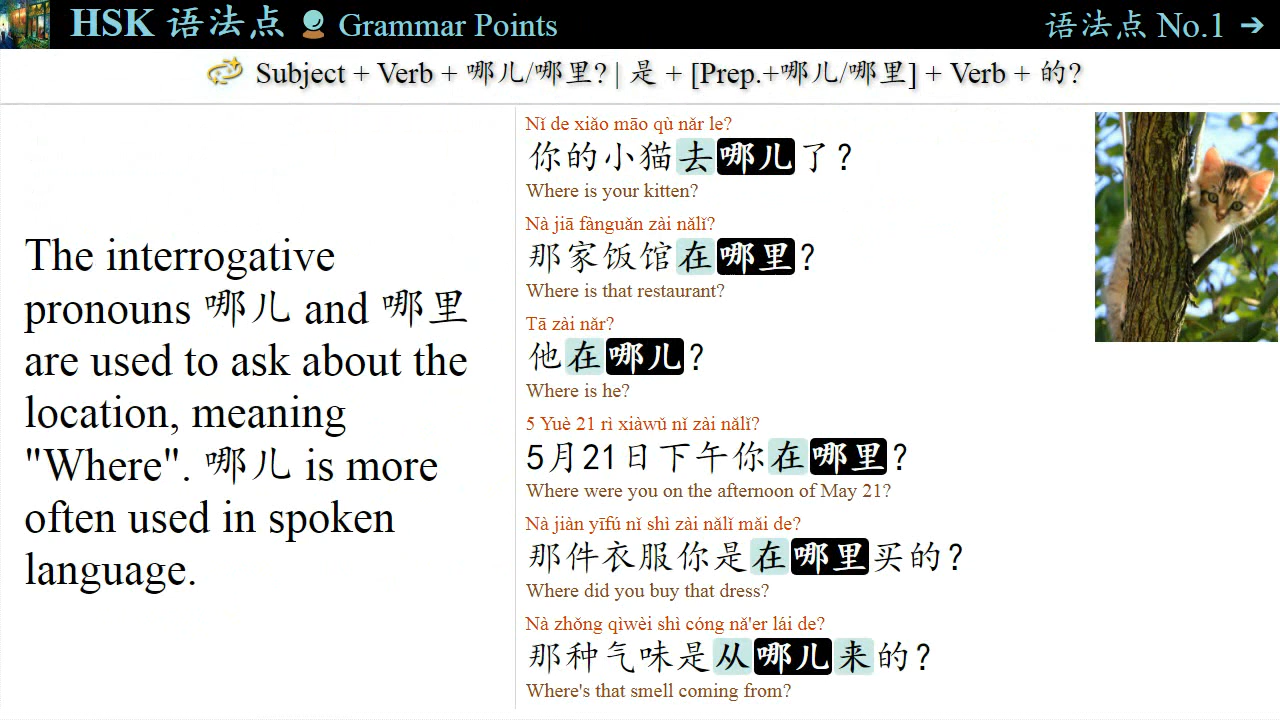 HSK 语法点 Grammar Points
语法点 No.1 ➔
Subject + Verb + 哪儿/哪里? | 是 + [Prep.+哪儿/哪里] + Verb + 的?
The interrogative
pronouns 哪儿 and 哪里
are used to ask about the
location, meaning
"Where". 哪儿 is more
often used in spoken
language.
Nǐ de xiǎo māo qù nǎr le?
你的小猫去哪儿了？
Where is your kitten?
Nà jiā fànguǎn zài nǎlǐ?
那家饭馆在哪里？
Where is that restaurant?
Tā zài nǎr?
他在哪儿？
Where is he?
5 Yuè 21 rì xiàwǔ nǐ zài nǎlǐ?
5月21日下午你在哪里？
Where were you on the afternoon of May 21?
Nà jiàn yīfú nǐ shì zài nǎlǐ mǎi de?
那件衣服你是在哪里买的？
Where did you buy that dress?
Nà zhǒng qìwèi shì cóng nǎ'er lái de?
那种气味是从哪儿来的？
Where's that smell coming from?